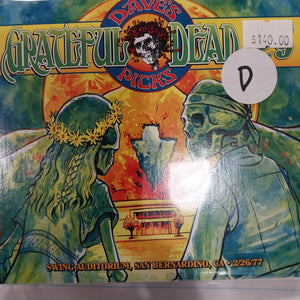 DAVE'S
GRATEFUL DEAD
PICKS
$140.00
D
SWING AUDITORIUM, SAN BERNARDINO, CA • 2/26/77